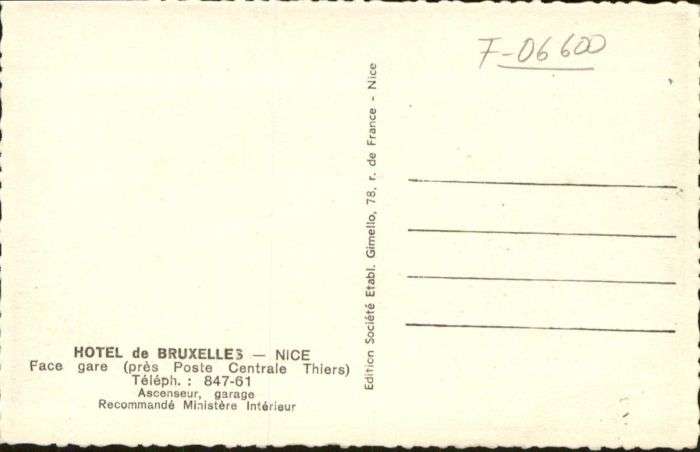 F-06600
Edition Société Etabl. Gimello, 78, r. de France - Nice
HOTEL de BRUXELLES — NICE
Face gare (près Poste Centrale Thiers)
Téléph. : 847-61
Ascenseur, garage
Recommandé Ministère Intérieur